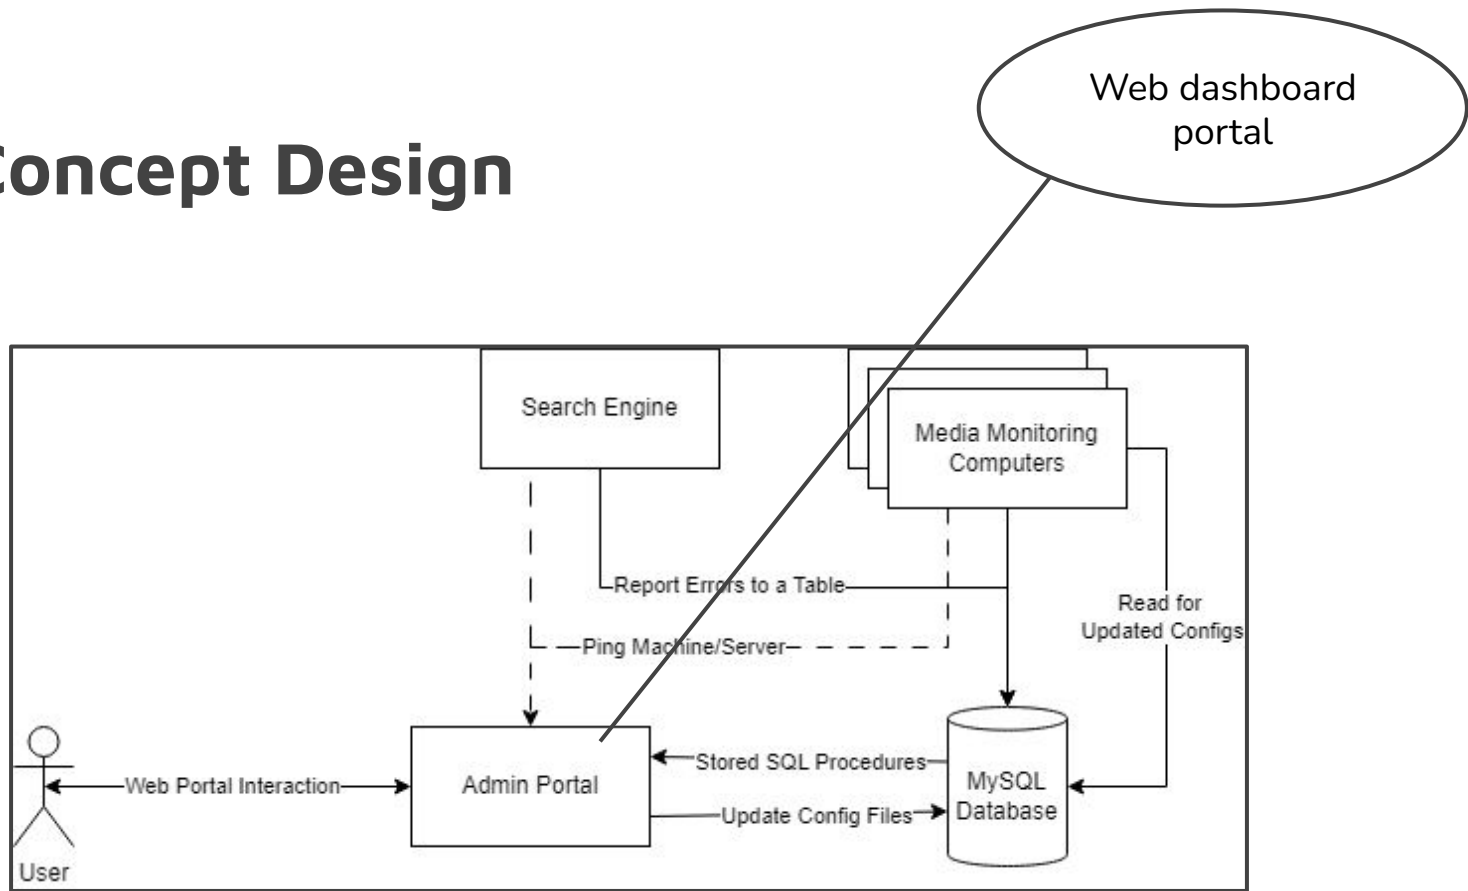 Web dashboard
portal
Concept Design
Search Engine
Media Monitoring
Computers
Report Errors to a Table
Read for
Updated Configs
Ping Machine/Server
Stored SQL Procedures
Web Portal Interaction
Admin Portal
MySQL
Database
Update Config Files
User